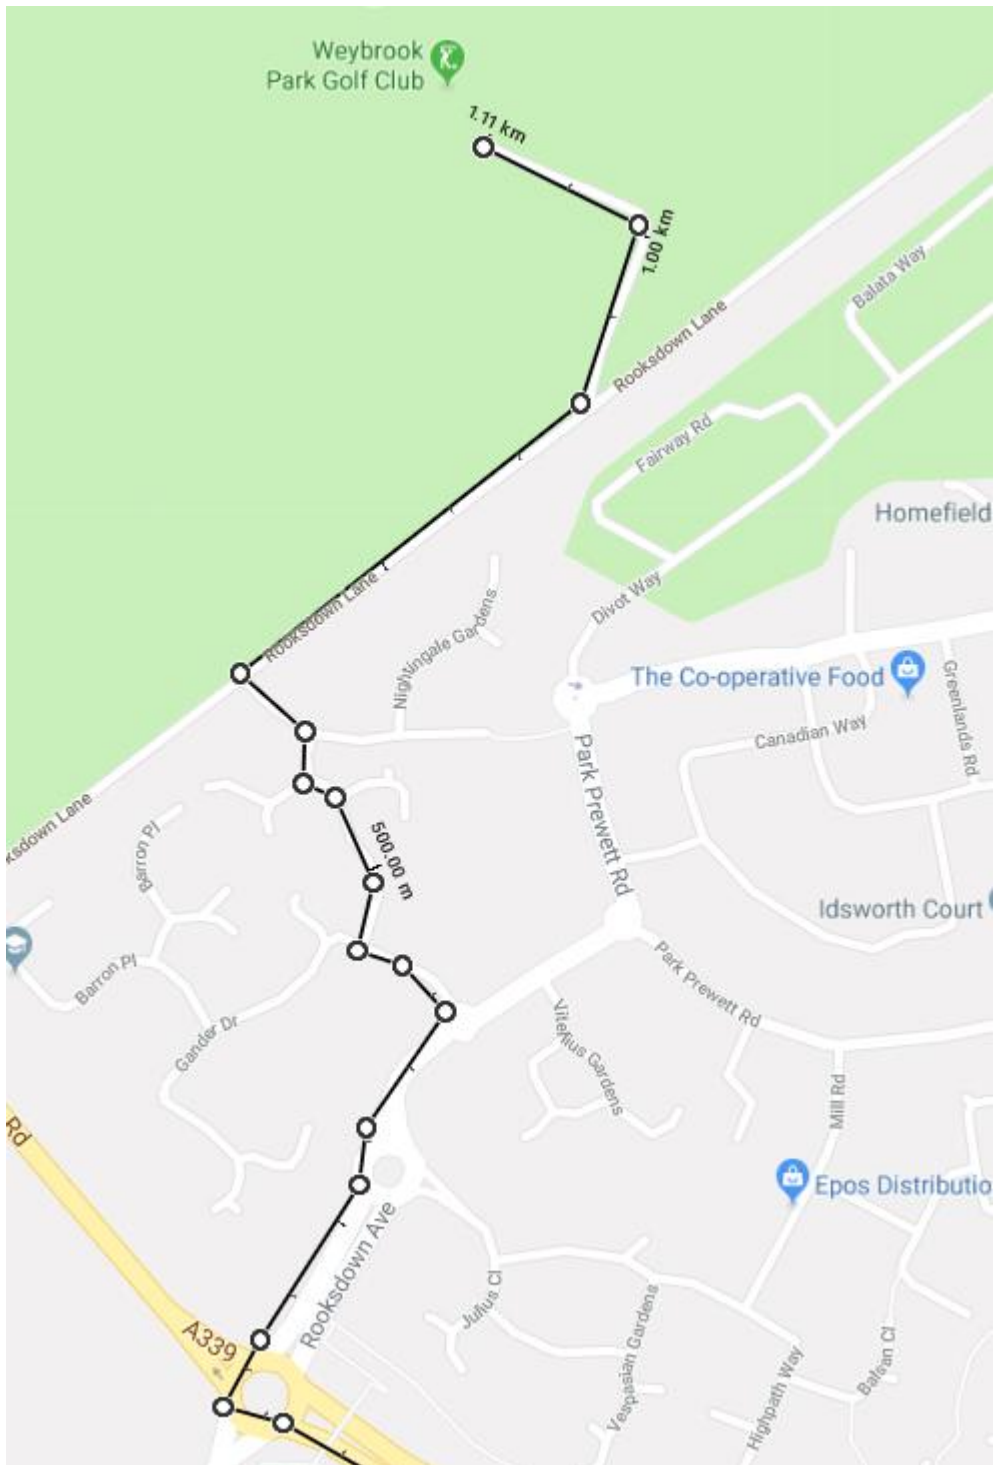 Weybrook
Park Golf Club
1.11 km
1.00 km
Balata Way
Rooksdown Lane
Fairway Rd
Homefield
Rooksdown Lane
Divot Way
Nightingale Gardens
The Co-operative Food
Greenlands Rd
Canadian Way
Park Prewett Rd
ksdown Lane
Barron Pl
500.00 m
Idsworth Court
Barron Pl
Park Prewett Rd
Gander Dr
Vitellius Gardens
Mill Rd
Rd
Epos Distributio
Rooksdown Ave
Julius Cl
A339
Vespasian Gardens
Highpath Way
Balsan Cl